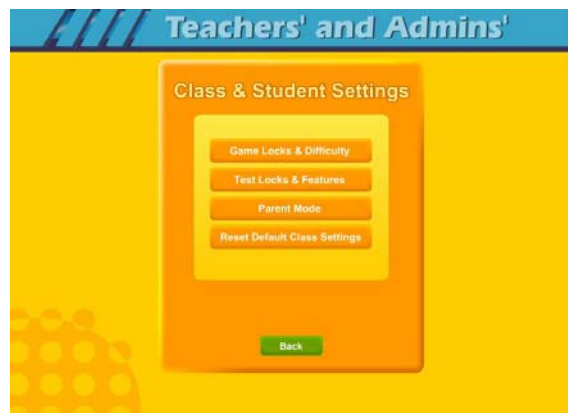 Teachers' and Admins'
Class & Student Settings
Game Locks & Difficulty
Test Locks & Features
Parent Mode
Reset Default Class Settings
Back